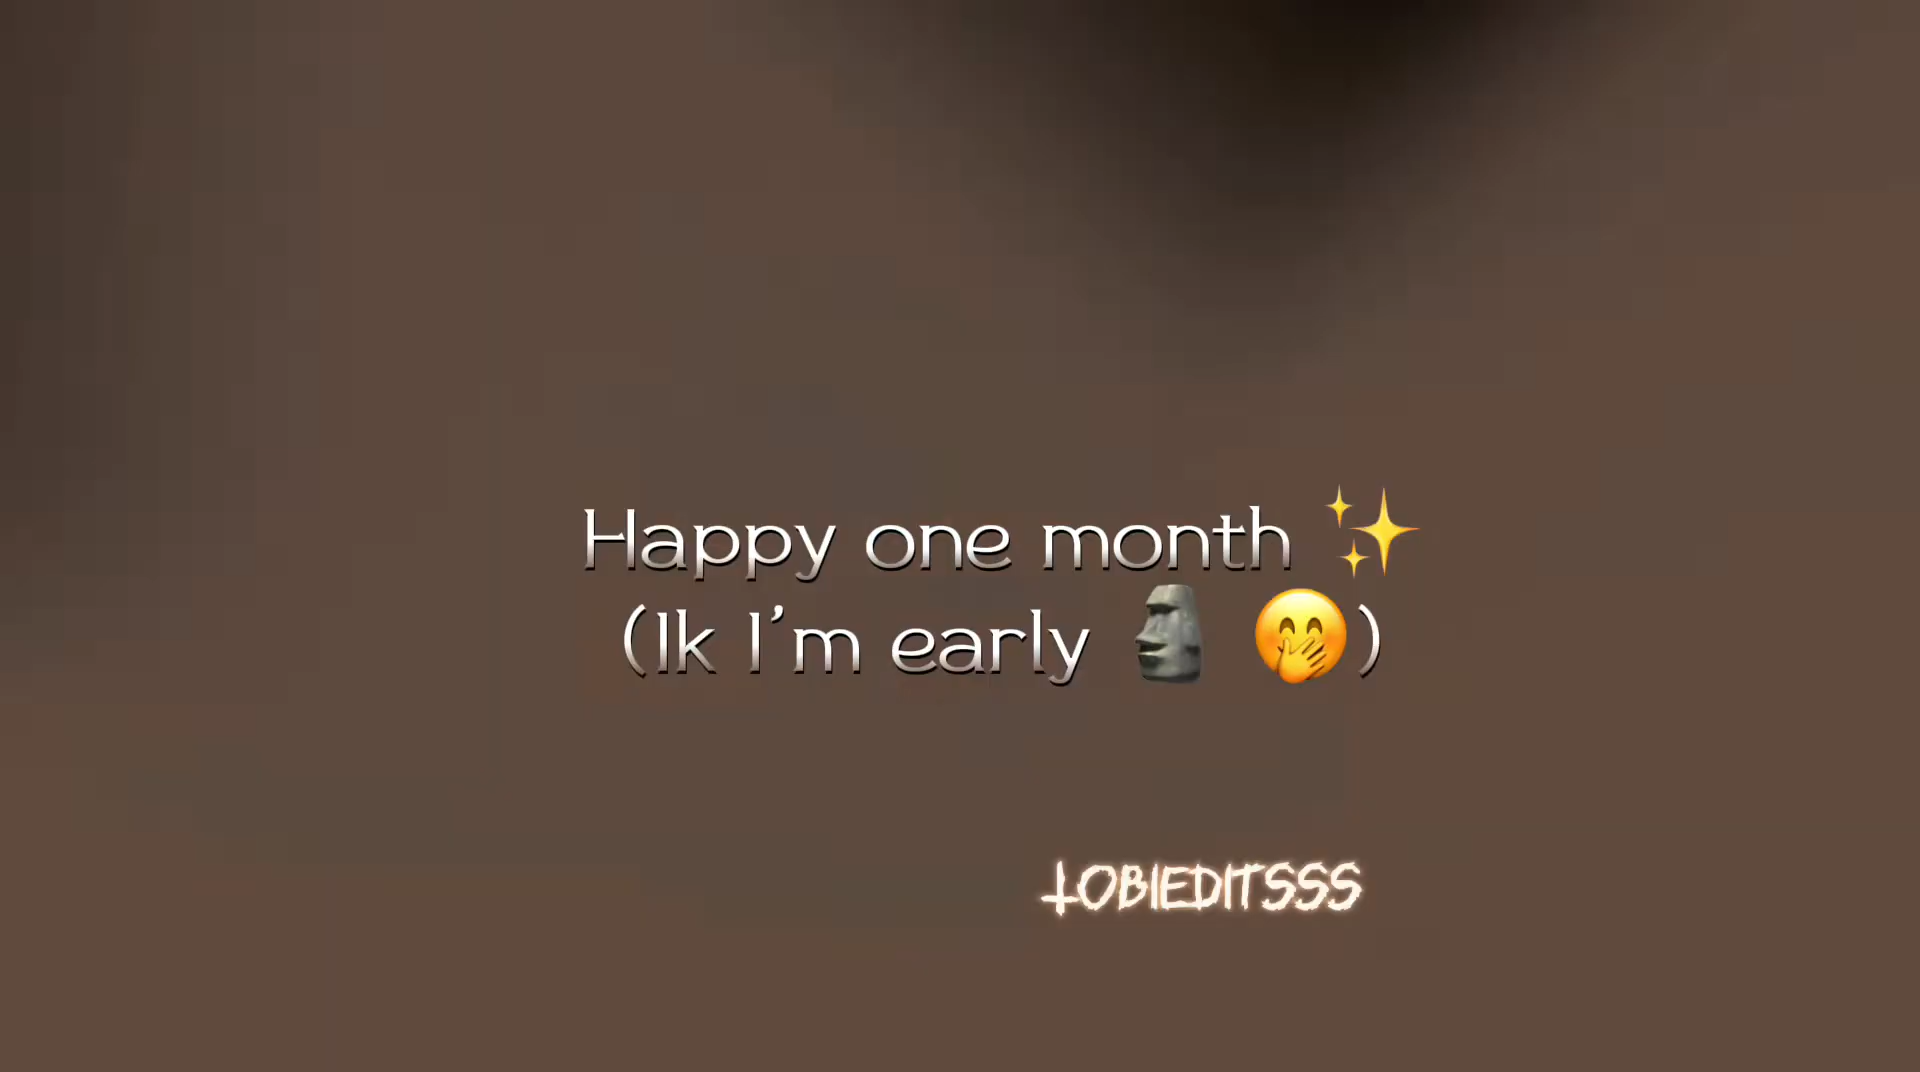 Happy one month ✨
(Ik I'm early 🗿 🤭)
TOBIEDITSSS